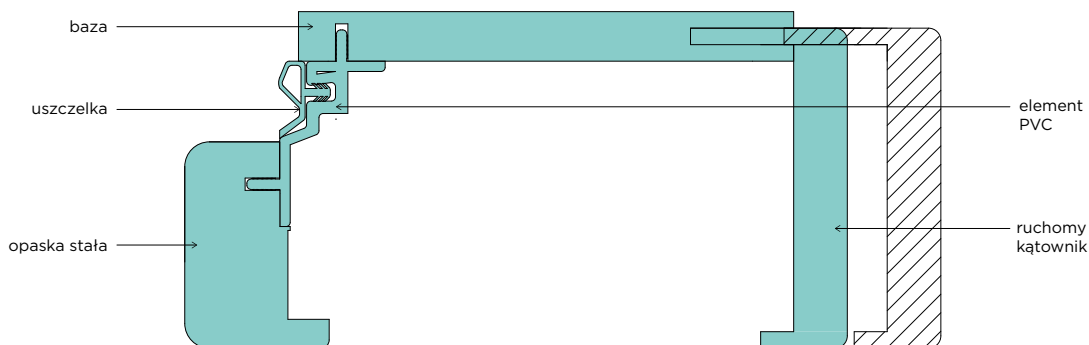 baza
uszczelka
opaska stała
element
PVC
ruchomy
kątownik